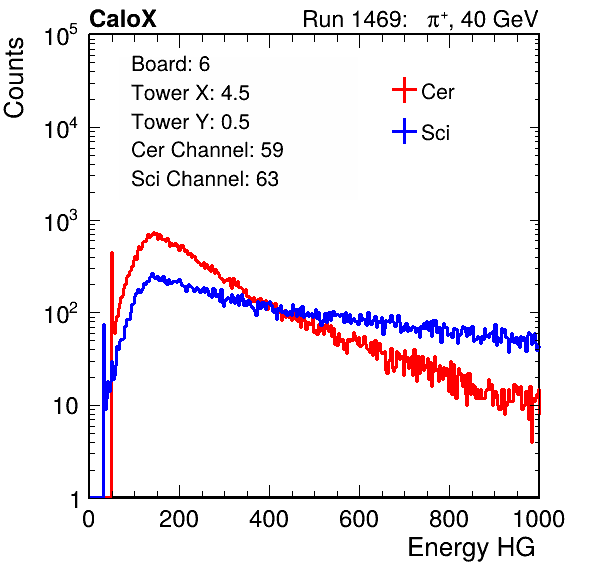 CaloX Run 1469: π⁺, 40 GeV
Counts
Board: 6
Tower X: 4.5
Tower Y: 0.5
Cer Channel: 59
Sci Channel: 63
Cer
Sci
10⁵
10⁴
10³
10²
10
1
0 200 400 600 800 1000
Energy HG